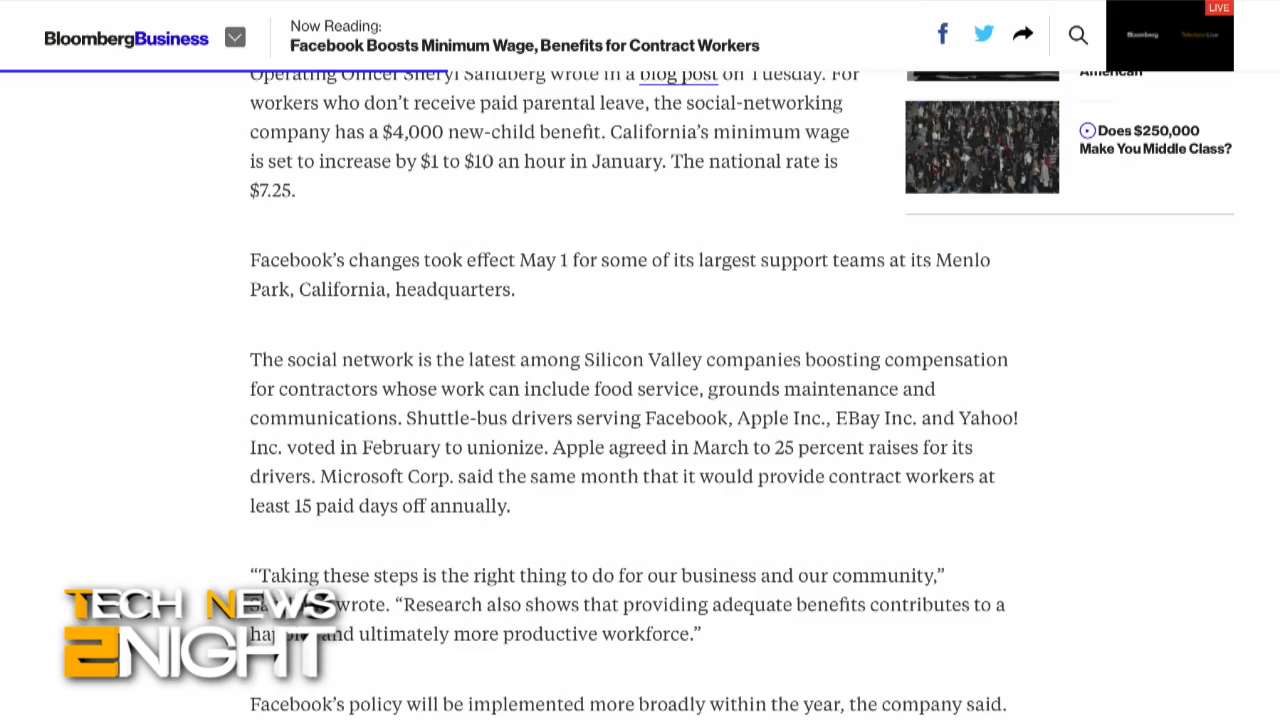 BloombergBusiness
Now Reading:
Facebook Boosts Minimum Wage, Benefits for Contract Workers
LIVE
Bloomberg
Operating Officer Sheryl Sandberg wrote in a blog post on Tuesday. For
workers who don’t receive paid parental leave, the social-networking
company has a $4,000 new-child benefit. California’s minimum wage
is set to increase by $1 to $10 an hour in January. The national rate is
$7.25.
American
Does $250,000
Make You Middle Class?
Facebook’s changes took effect May 1 for some of its largest support teams at its Menlo
Park, California, headquarters.
The social network is the latest among Silicon Valley companies boosting compensation
for contractors whose work can include food service, grounds maintenance and
communications. Shuttle-bus drivers serving Facebook, Apple Inc., EBay Inc. and Yahoo!
Inc. voted in February to unionize. Apple agreed in March to 25 percent raises for its
drivers. Microsoft Corp. said the same month that it would provide contract workers at
least 15 paid days off annually.
“Taking these steps is the right thing to do for our business and our community,”
wrote. “Research also shows that providing adequate benefits contributes to a
and ultimately more productive workforce.”
TECH NEWS
2NIGHT
Facebook’s policy will be implemented more broadly within the year, the company said.